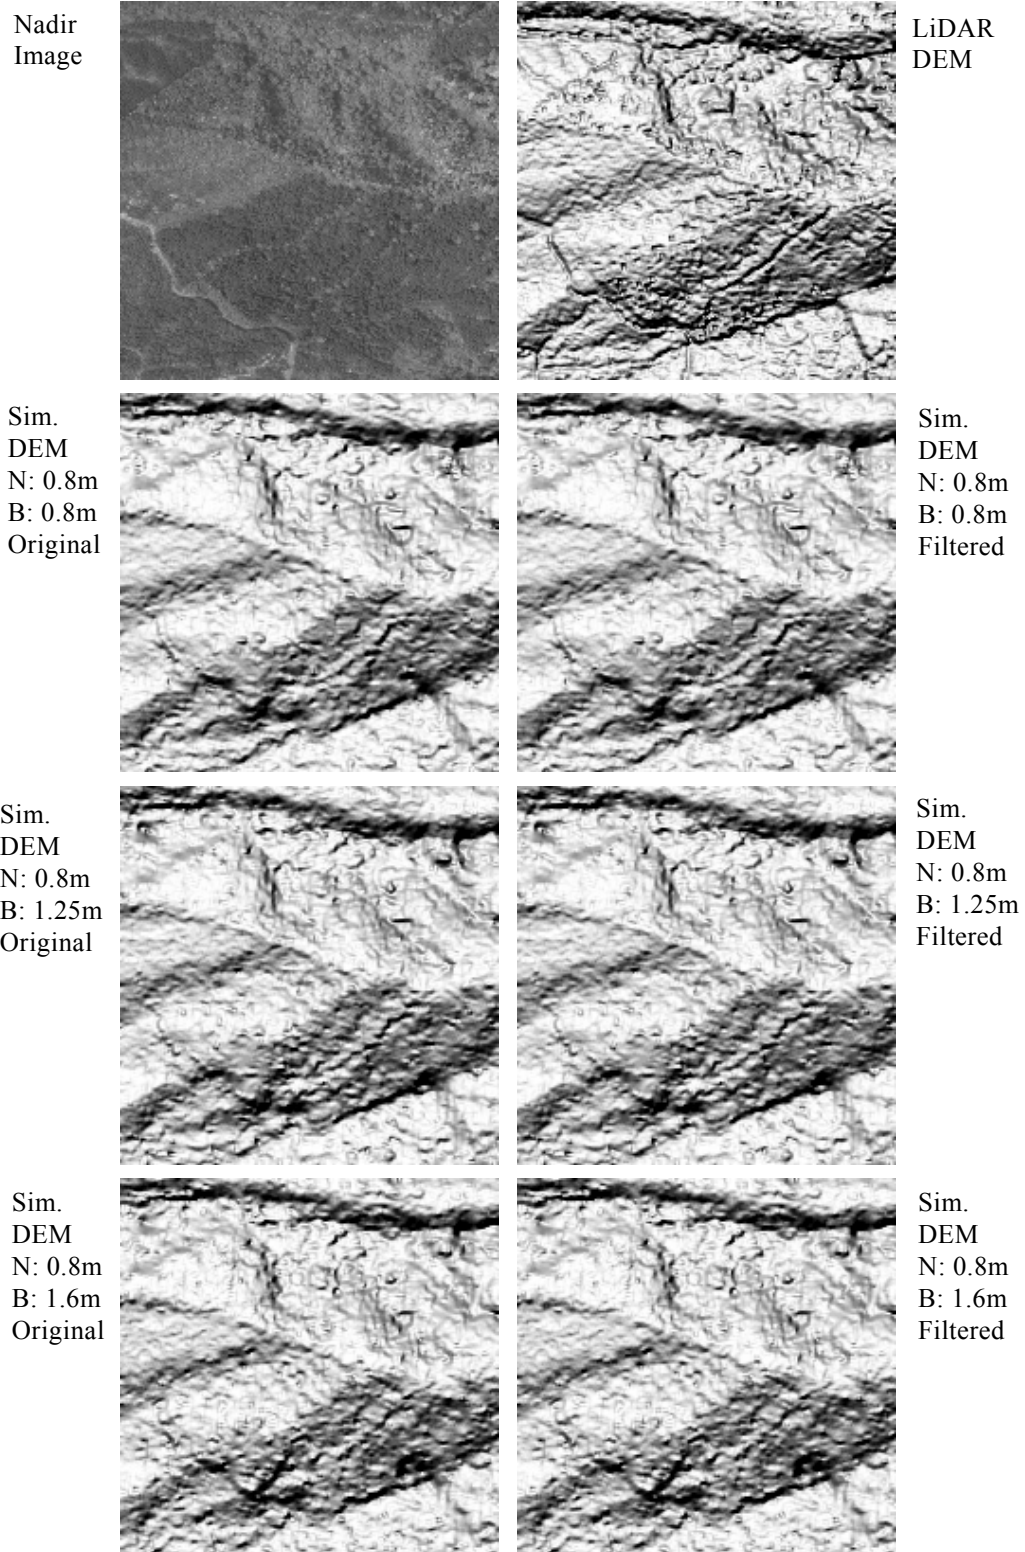 Nadir
Image
LiDAR
DEM
Sim.
DEM
N: 0.8m
B: 0.8m
Original
Sim.
DEM
N: 0.8m
B: 0.8m
Filtered
Sim.
DEM
N: 0.8m
B: 1.25m
Original
Sim.
DEM
N: 0.8m
B: 1.25m
Filtered
Sim.
DEM
N: 0.8m
B: 1.6m
Original
Sim.
DEM
N: 0.8m
B: 1.6m
Filtered